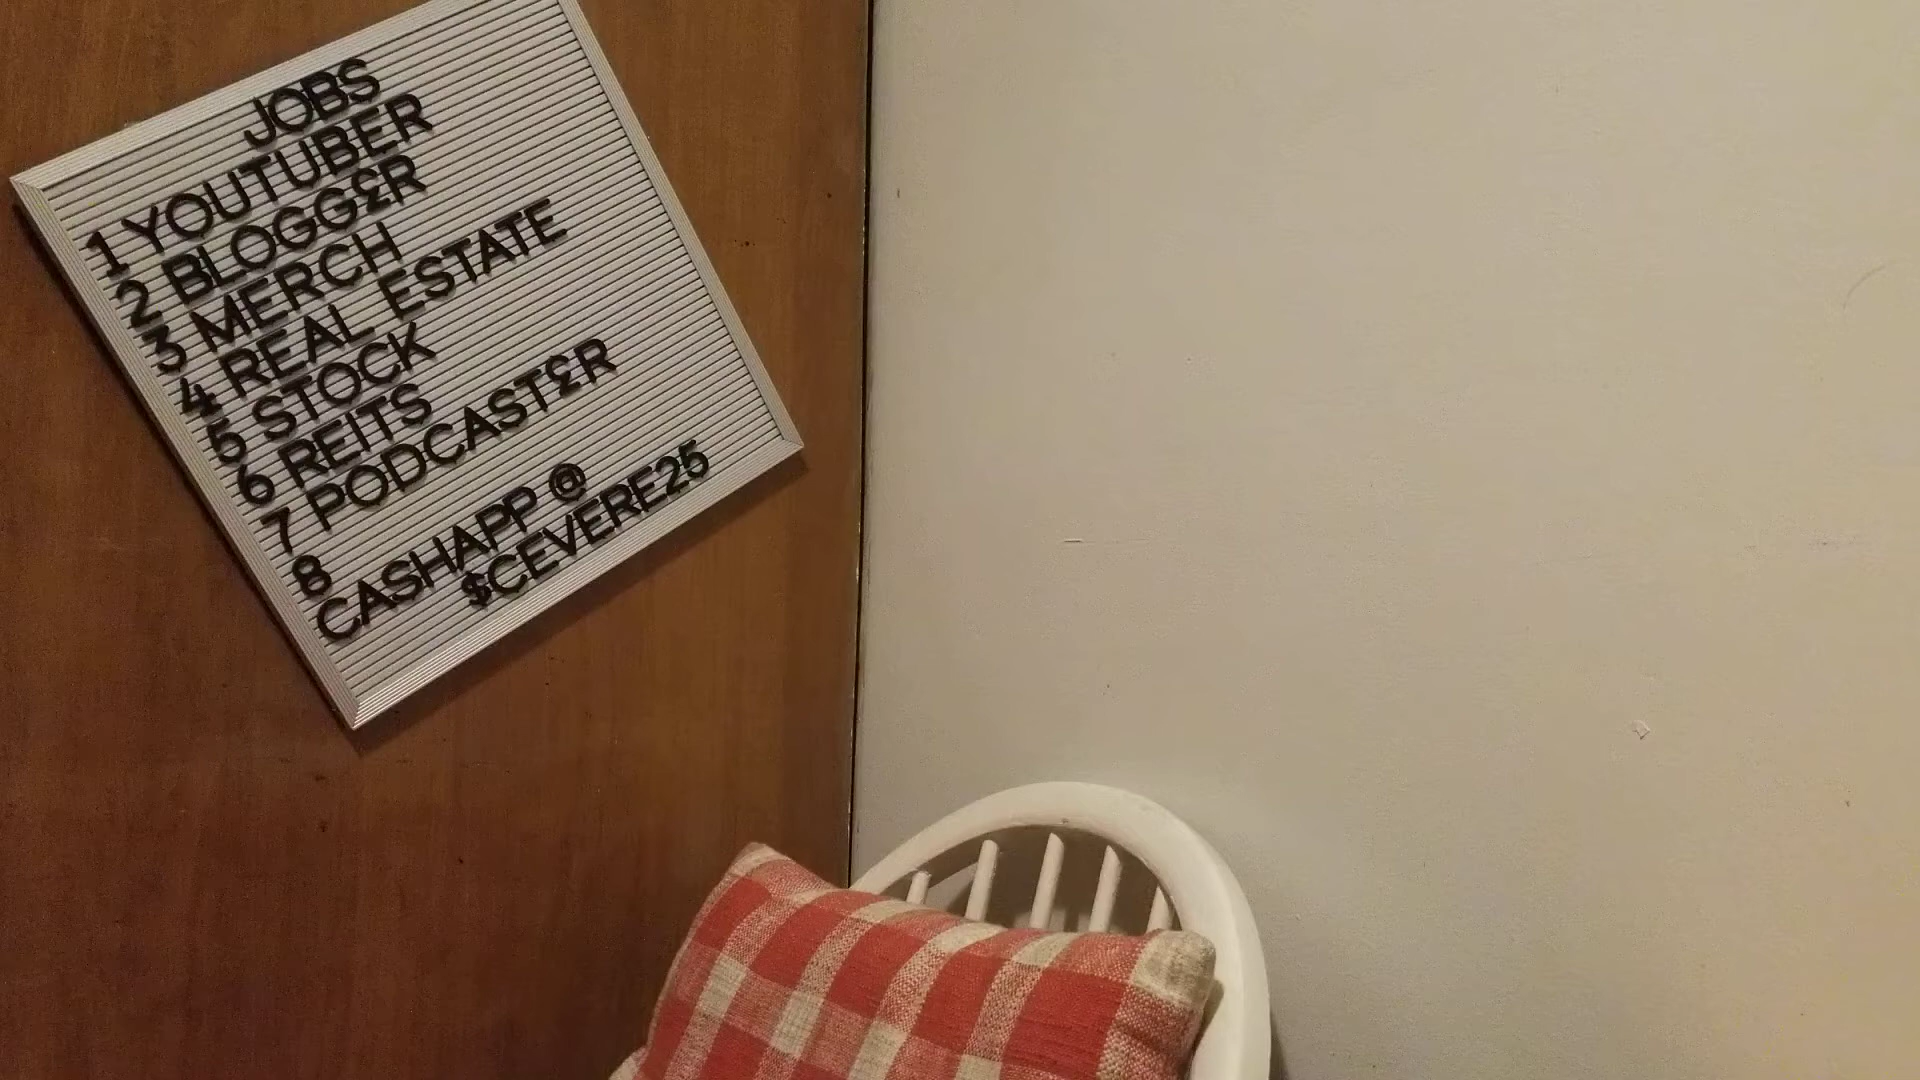 JOBS
1 YOUTUBER
2 BLOGG£R
3 MERCH
4 REAL ESTATE
5 STOCK
6 REITS
7 PODCAST£R
8
CASHAPP @
$CEVERE25